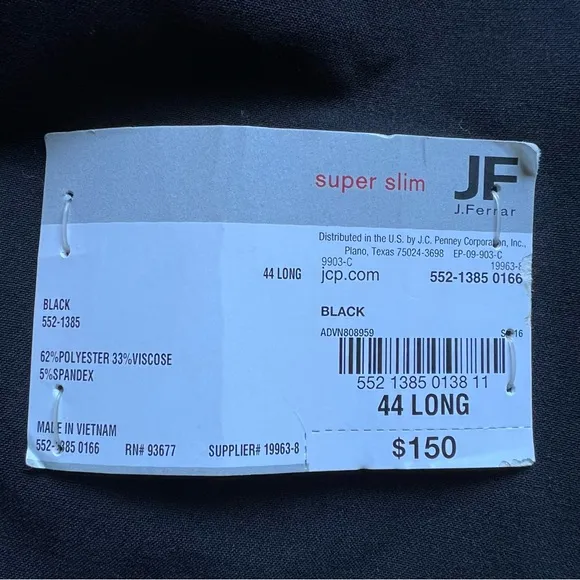 super slim
JF
J.Ferrar
Distributed in the U.S. by J.C. Penney Corporation, Inc.,
Plano, Texas 75024-3698 EP-09-903-C
9903-C 19963-8
44 LONG jcp.com 552-1385 0166
BLACK
552-1385
BLACK
ADVN808959
62%POLYESTER 33%VISCOSE
5%SPANDEX
552 1385 0138 11
44 LONG
MADE IN VIETNAM
552-1385 0166 RN# 93677 SUPPLIER# 19963-8
$150